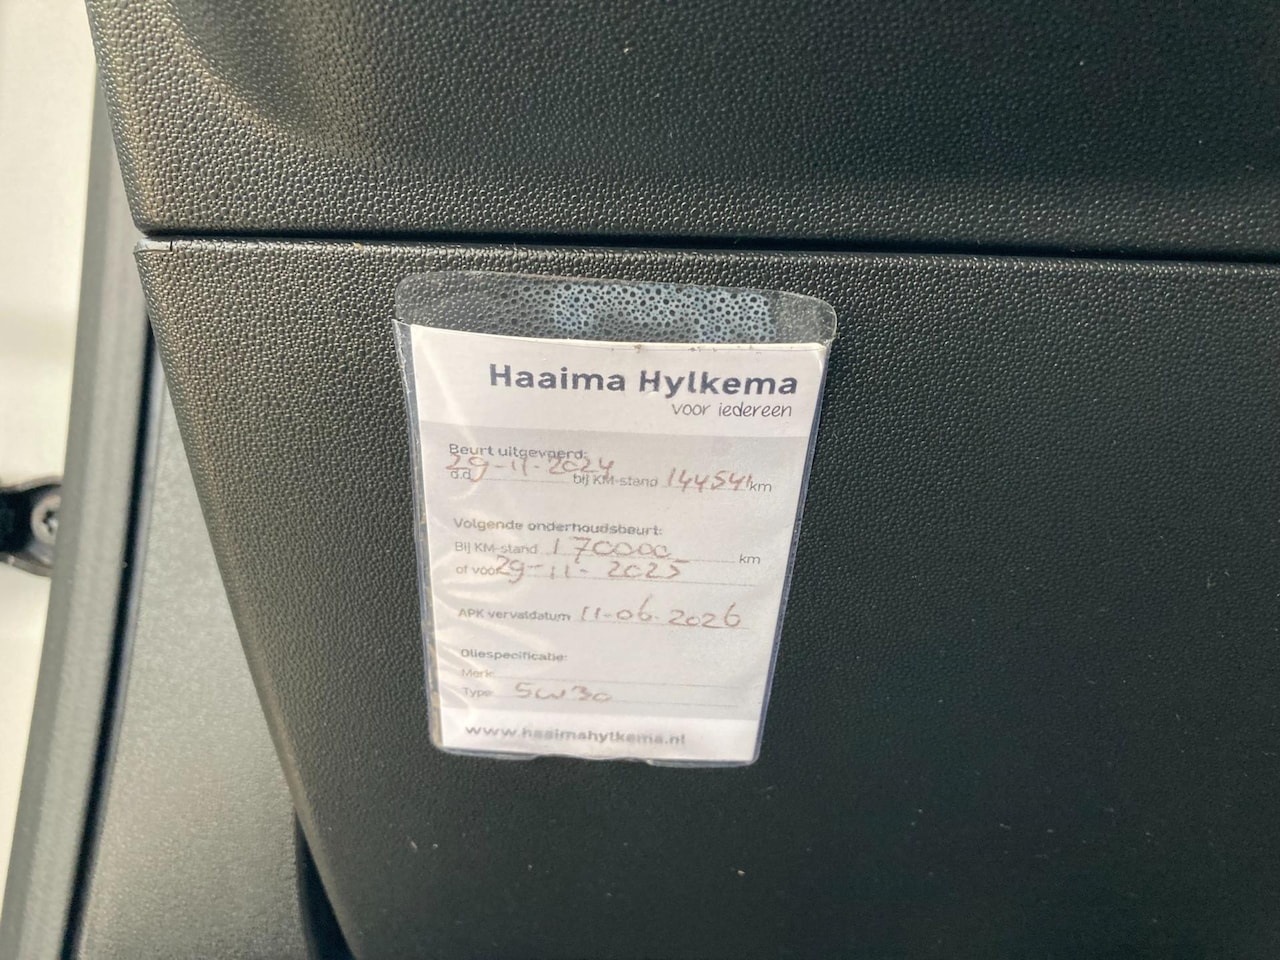 Haaima Hylkema
voor iedereen
Beurt uitgevoerd:
d.d. 29-11-2024 bij KM-stand 144541 km
Volgende onderhoudsbeurt:
Bij KM-stand 170000 km
of voor 29-11-2025
APK vervaldatum 11-06-2026
Oliespecificatie:
Merk
Type: 5W30
www.haaimahylkema.nl